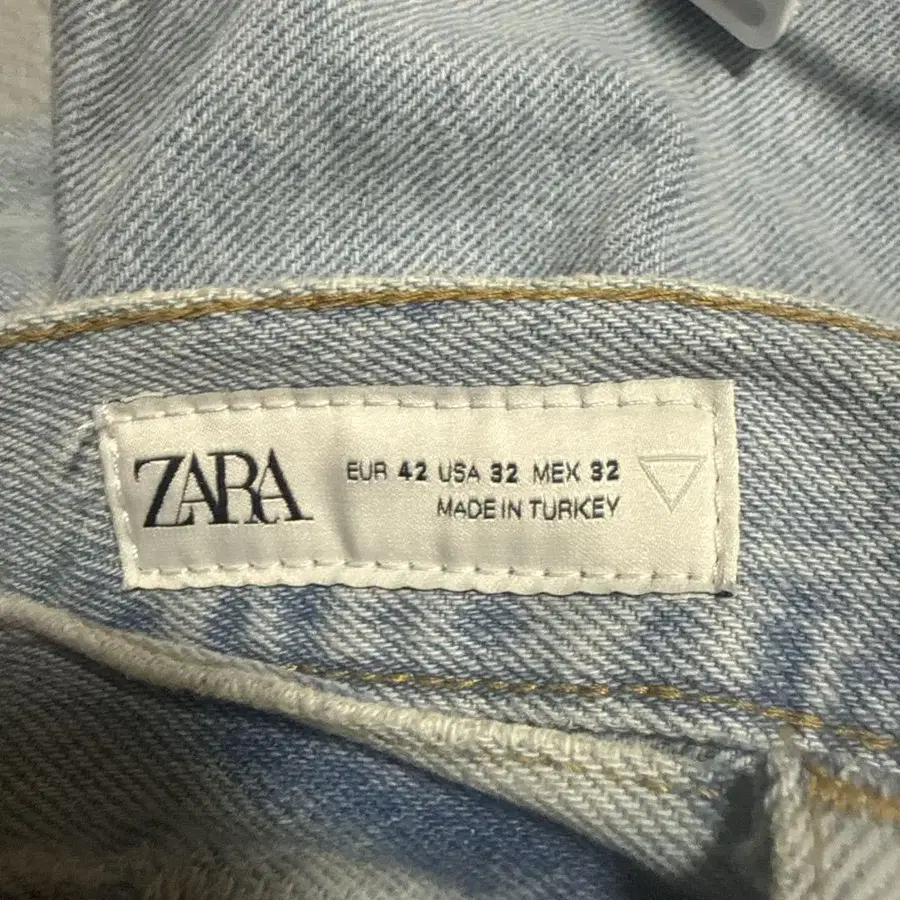 ZARA
EUR 42 USA 32 MEX 32
MADE IN TURKEY